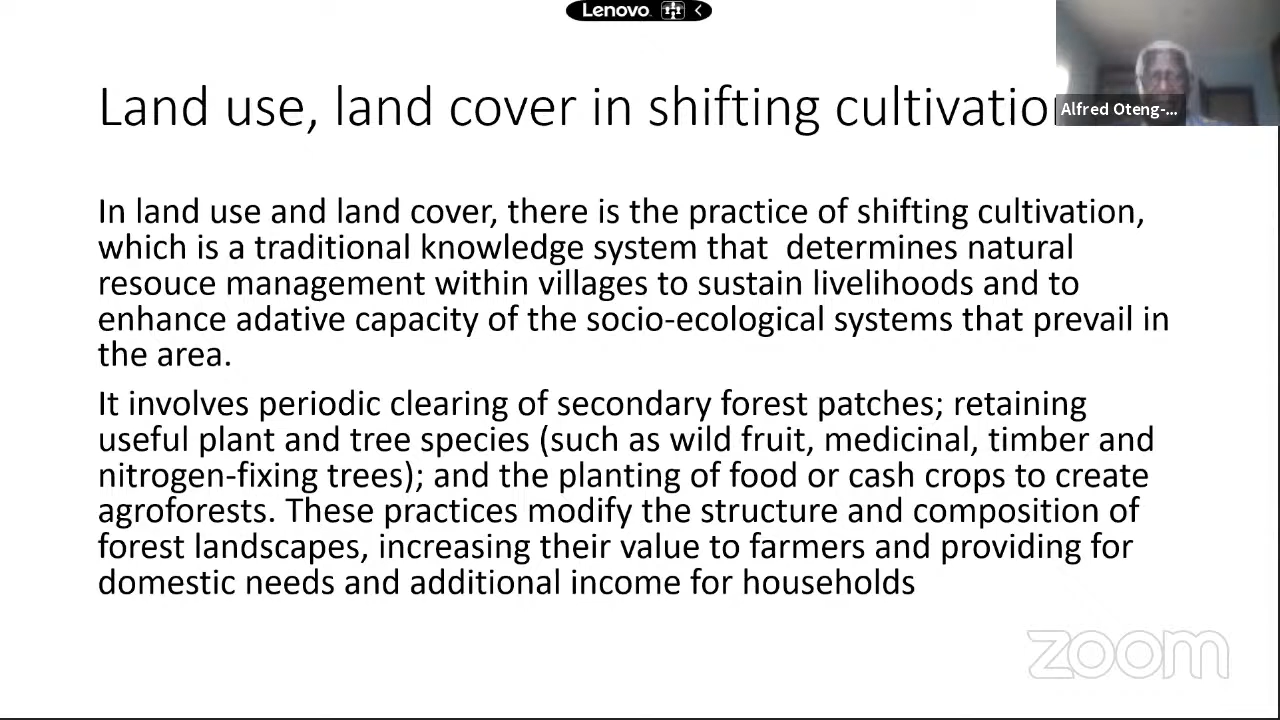 Lenovo
Land use, land cover in shifting cultivatio
Alfred Oteng-...
In land use and land cover, there is the practice of shifting cultivation,
which is a traditional knowledge system that  determines natural
resouce management within villages to sustain livelihoods and to
enhance adative capacity of the socio-ecological systems that prevail in
the area.
It involves periodic clearing of secondary forest patches; retaining
useful plant and tree species (such as wild fruit, medicinal, timber and
nitrogen-fixing trees); and the planting of food or cash crops to create
agroforests. These practices modify the structure and composition of
forest landscapes, increasing their value to farmers and providing for
domestic needs and additional income for households
zoom